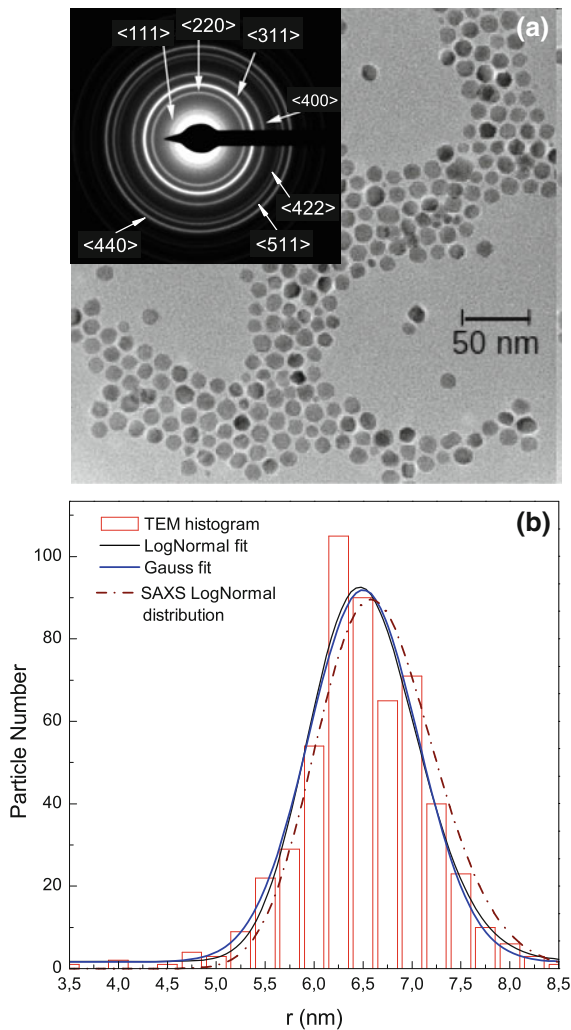 (a)
<111>
<220>
<311>
<400>
<422>
<511>
<440>
50 nm
(b)
TEM histogram
LogNormal fit
Gauss fit
SAXS LogNormal
distribution
Particle Number
100
80
60
40
20
0
3,5 4,0 4,5 5,0 5,5 6,0 6,5 7,0 7,5 8,0 8,5
r (nm)